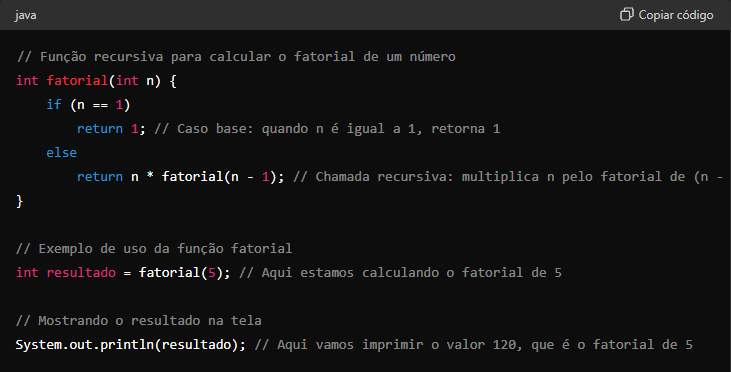 java
Copiar código
// Função recursiva para calcular o fatorial de um número
int fatorial(int n) {
    if (n == 1)
        return 1; // Caso base: quando n é igual a 1, retorna 1
    else
        return n * fatorial(n - 1); // Chamada recursiva: multiplica n pelo fatorial de (n -
}
// Exemplo de uso da função fatorial
int resultado = fatorial(5); // Aqui estamos calculando o fatorial de 5
// Mostrando o resultado na tela
System.out.println(resultado); // Aqui vamos imprimir o valor 120, que é o fatorial de 5